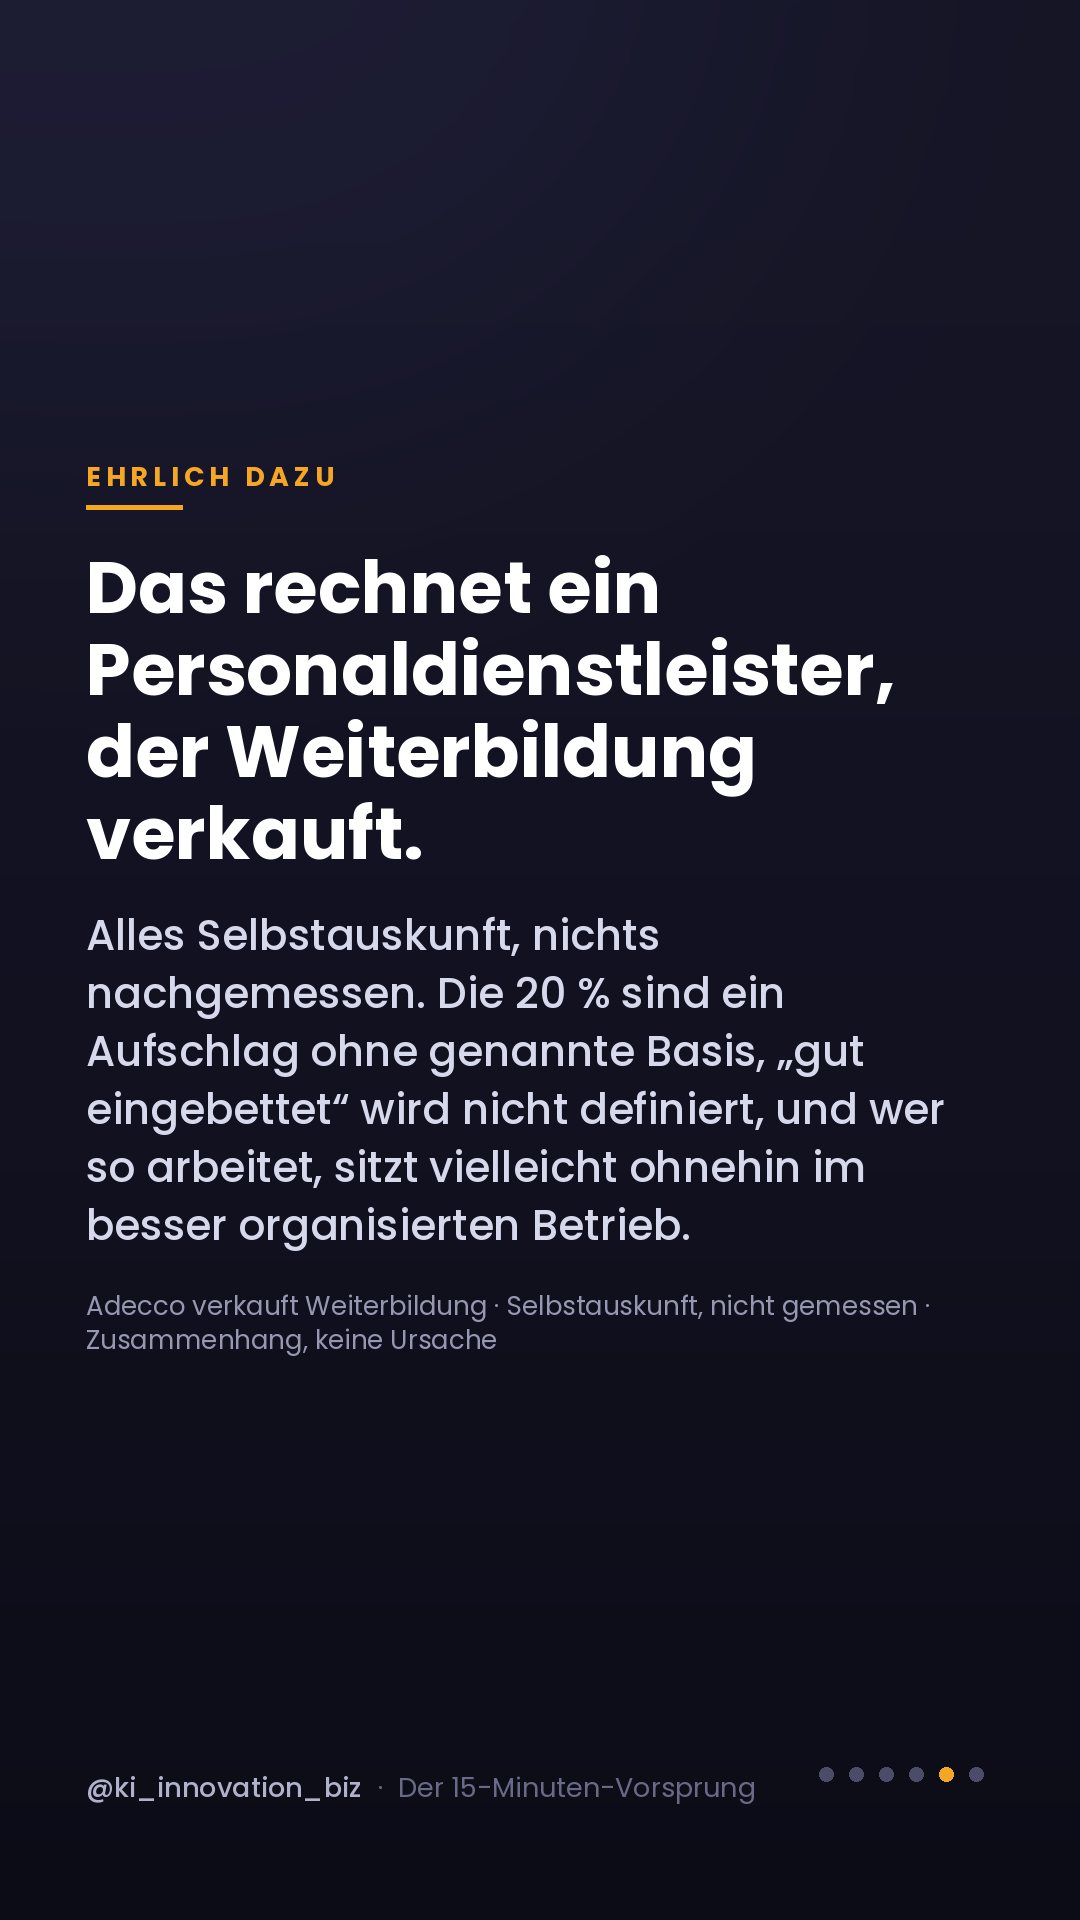 EHRLICH DAZU
Das rechnet ein
Personaldienstleister,
der Weiterbildung
verkauft.
Alles Selbstauskunft, nichts
nachgemessen. Die 20 % sind ein
Aufschlag ohne genannte Basis, „gut
eingebettet“ wird nicht definiert, und wer
so arbeitet, sitzt vielleicht ohnehin im
besser organisierten Betrieb.
Adecco verkauft Weiterbildung · Selbstauskunft, nicht gemessen ·
Zusammenhang, keine Ursache
@ki_innovation_biz · Der 15-Minuten-Vorsprung